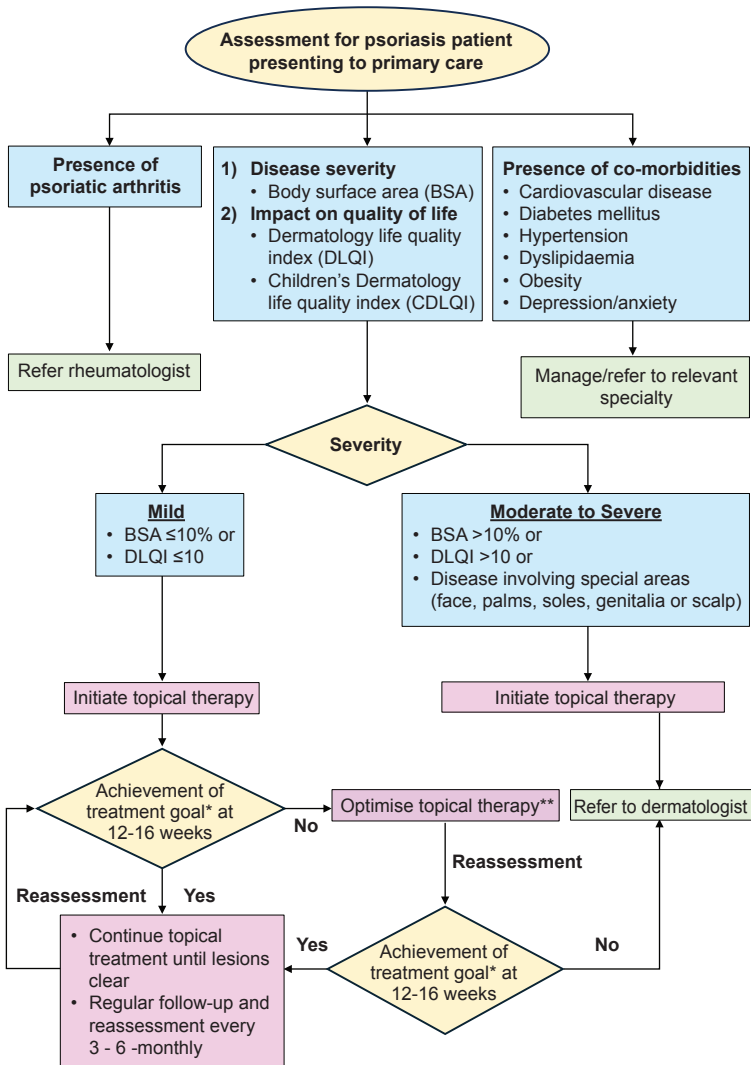 Assessment for psoriasis patient
presenting to primary care
Presence of
psoriatic arthritis
1) Disease severity
• Body surface area (BSA)
2) Impact on quality of life
• Dermatology life quality
index (DLQI)
• Children's Dermatology
life quality index (CDLQI)
Presence of co-morbidities
• Cardiovascular disease
• Diabetes mellitus
• Hypertension
• Dyslipidaemia
• Obesity
• Depression/anxiety
Refer rheumatologist
Manage/refer to relevant
specialty
Severity
Mild
• BSA ≤10% or
• DLQI ≤10
Moderate to Severe
• BSA >10% or
• DLQI >10 or
• Disease involving special areas
(face, palms, soles, genitalia or scalp)
Initiate topical therapy
Initiate topical therapy
Achievement of
treatment goal* at
12-16 weeks
No
Optimise topical therapy**
Refer to dermatologist
Reassessment
Reassessment
Yes
• Continue topical
treatment until lesions
clear
• Regular follow-up and
reassessment every
3 - 6 -monthly
Yes
Achievement of
treatment goal* at
12-16 weeks
No